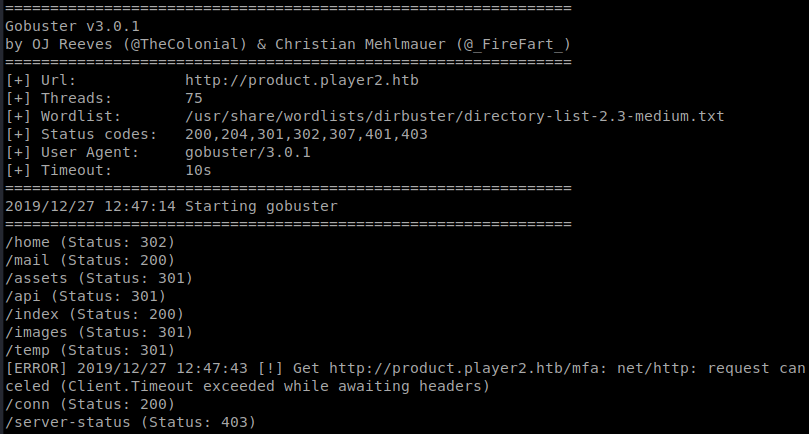 ===============================================================
Gobuster v3.0.1
by OJ Reeves (@TheColonial) & Christian Mehlmauer (@_FireFart_)
===============================================================
[+] Url:            http://product.player2.htb
[+] Threads:        75
[+] Wordlist:       /usr/share/wordlists/dirbuster/directory-list-2.3-medium.txt
[+] Status codes:   200,204,301,302,307,401,403
[+] User Agent:     gobuster/3.0.1
[+] Timeout:        10s
===============================================================
2019/12/27 12:47:14 Starting gobuster
===============================================================
/home (Status: 302)
/mail (Status: 200)
/assets (Status: 301)
/api (Status: 301)
/index (Status: 200)
/images (Status: 301)
/temp (Status: 301)
[ERROR] 2019/12/27 12:47:43 [!] Get http://product.player2.htb/mfa: net/http: request can
celed (Client.Timeout exceeded while awaiting headers)
/conn (Status: 200)
/server-status (Status: 403)